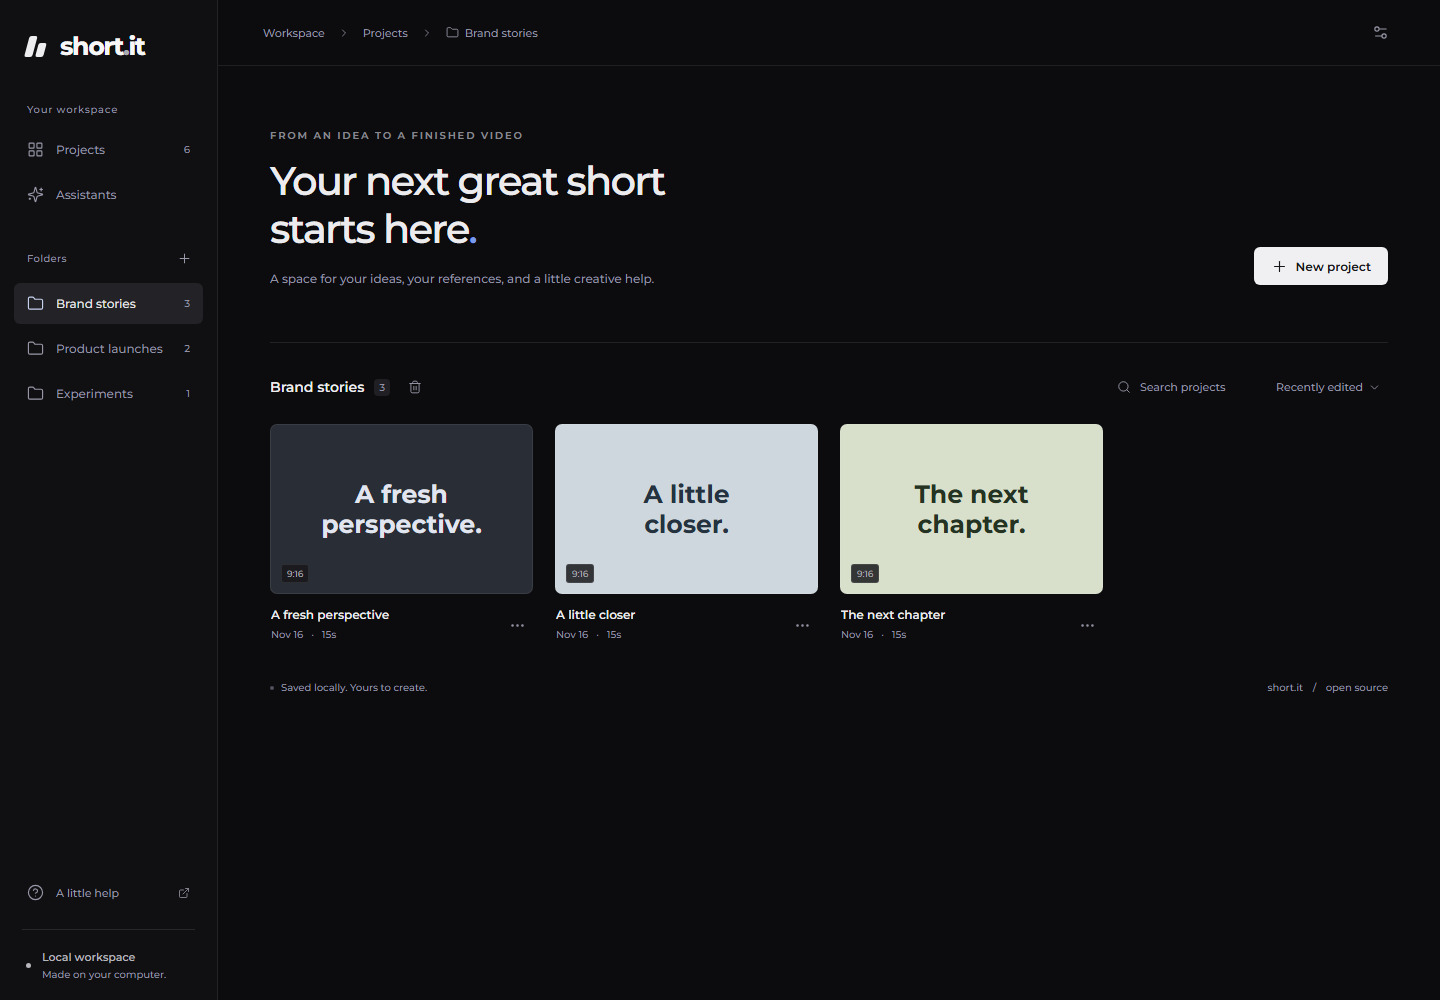 short.it
Your workspace
Projects 6
Assistants
Folders
Brand stories 3
Product launches 2
Experiments 1
A little help
Local workspace
Made on your computer.
Workspace Projects Brand stories
FROM AN IDEA TO A FINISHED VIDEO
Your next great short
starts here.
A space for your ideas, your references, and a little creative help.
New project
Brand stories 3
Search projects
Recently edited
A fresh
perspective.
9:16
A fresh perspective
Nov 16 · 15s
A little
closer.
9:16
A little closer
Nov 16 · 15s
The next
chapter.
9:16
The next chapter
Nov 16 · 15s
Saved locally. Yours to create.
short.it / open source